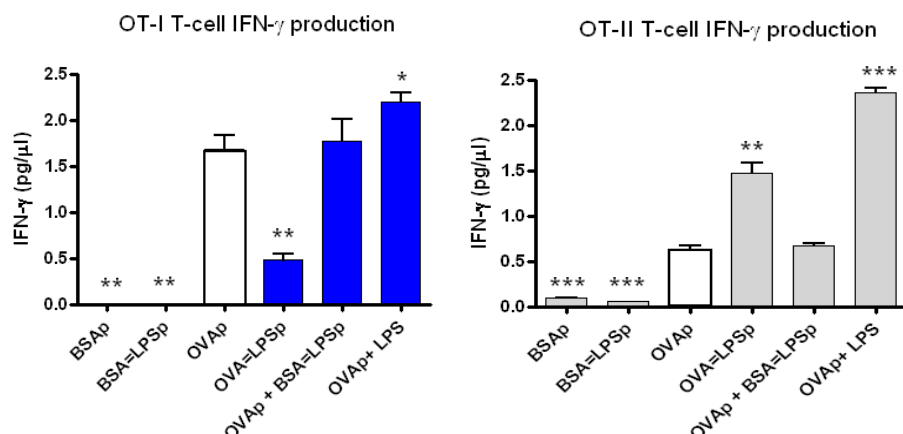 OT-I T-cell IFN-γ production
IFN-γ (pg/µl)
2.5
2.0
1.5
1.0
0.5
0.0
**
**
**
*
BSAp
BSA=LPSp
OVAp
OVA=LPSp
OVAp + BSA=LPSp
OVAp+ LPS
OT-II T-cell IFN-γ production
IFN-γ (pg/µl)
2.5
2.0
1.5
1.0
0.5
0.0
***
***
**
***
BSAp
BSA=LPSp
OVAp
OVA=LPSp
OVAp + BSA=LPSp
OVAp+ LPS